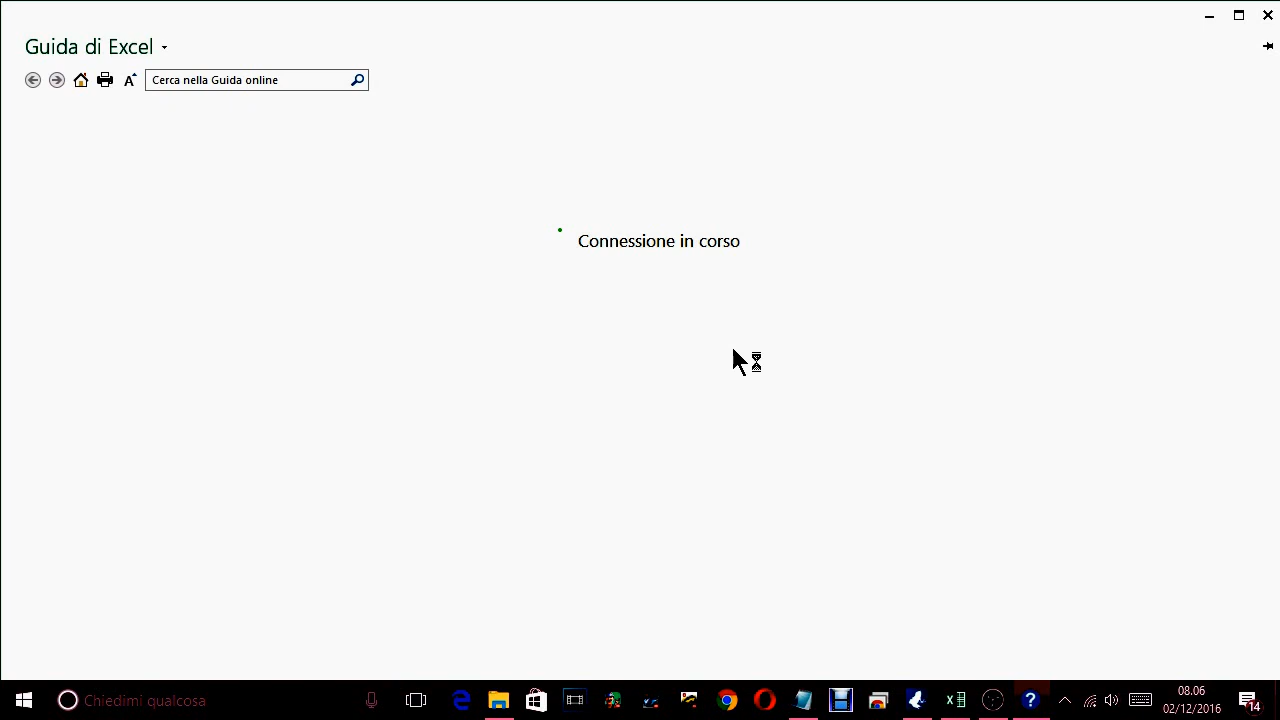 Guida di Excel
A
Cerca nella Guida online
Connessione in corso
Chiedimi qualcosa
08.06
02/12/2016
14